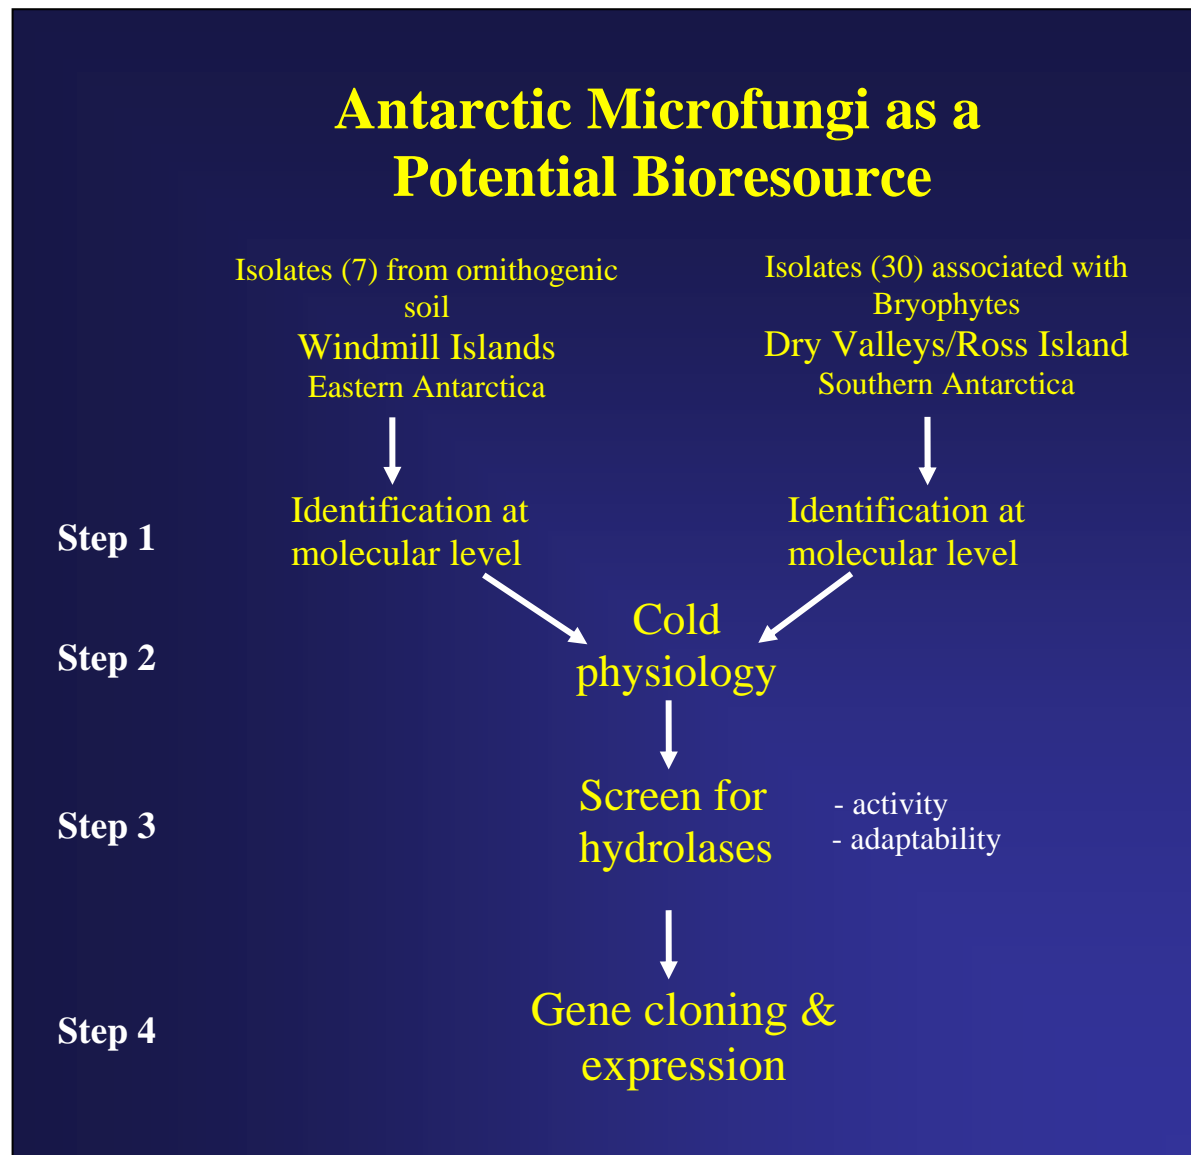 Antarctic Microfungi as a
Potential Bioresource
Isolates (7) from ornithogenic
soil
Windmill Islands
Eastern Antarctica
Isolates (30) associated with
Bryophytes
Dry Valleys/Ross Island
Southern Antarctica
Step 1
Identification at
molecular level
Identification at
molecular level
Step 2
Cold
physiology
Step 3
Screen for
hydrolases
- activity
- adaptability
Step 4
Gene cloning &
expression